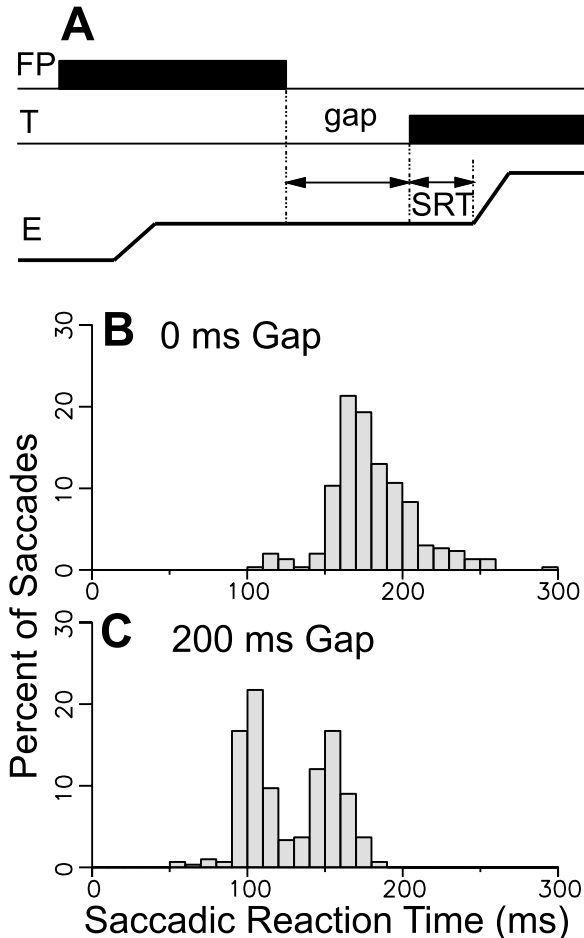 A
FP
T
gap
SRT
E
B 0 ms Gap
30
20
10
0
0 100 200 300
C 200 ms Gap
30
20
10
0
0 100 200 300
Percent of Saccades
Saccadic Reaction Time (ms)